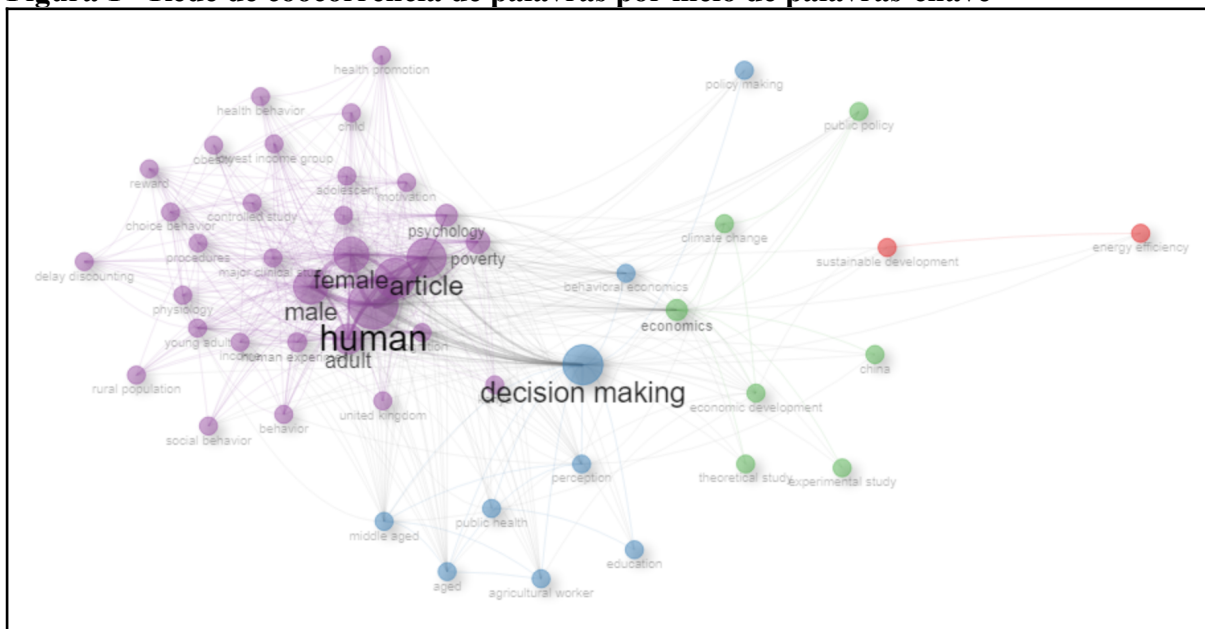 Figura 1 - Rede de coocorrência de palavras por meio de palavras-chave
health promotion
policy making
health behavior
child
public policy
lowest income group
reward
adolescent
motivation
choice behavior
controlled study
psychology
climate change
procedures
poverty
sustainable development
energy efficiency
delay discounting
major clinical
female
article
behavioral economics
physiology
male
economics
young adult
human
income
human experiment
adult
china
rural population
decision making
economic development
united kingdom
behavior
social behavior
perception
theoretical study
experimental study
public health
middle aged
education
aged
agricultural worker